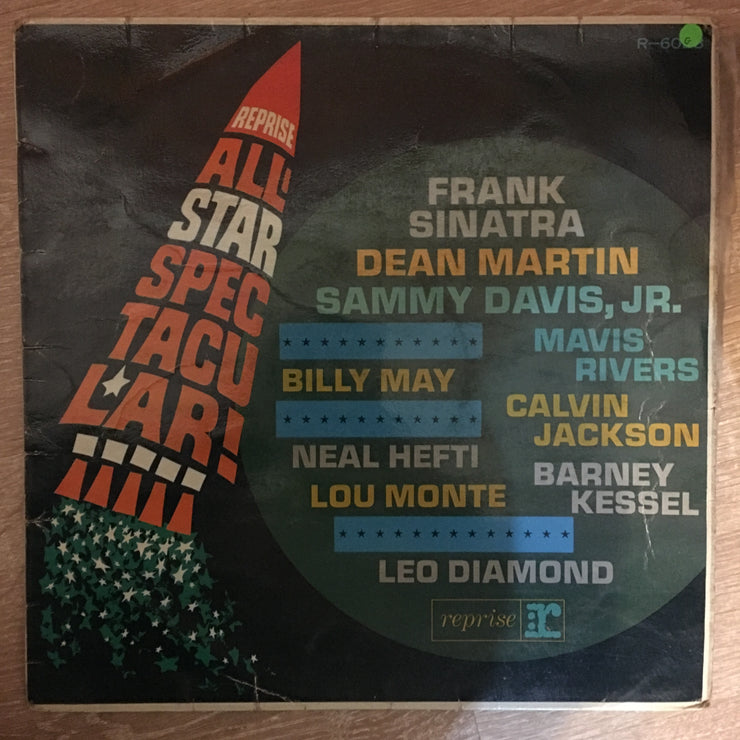 REPRISE
ALL
STAR
SPEC
TACU
LAR!
FRANK
SINATRA
DEAN MARTIN
SAMMY DAVIS, JR.
MAVIS
RIVERS
BILLY MAY
CALVIN
JACKSON
NEAL HEFTI
BARNEY
KESSEL
LOU MONTE
LEO DIAMOND
reprise r